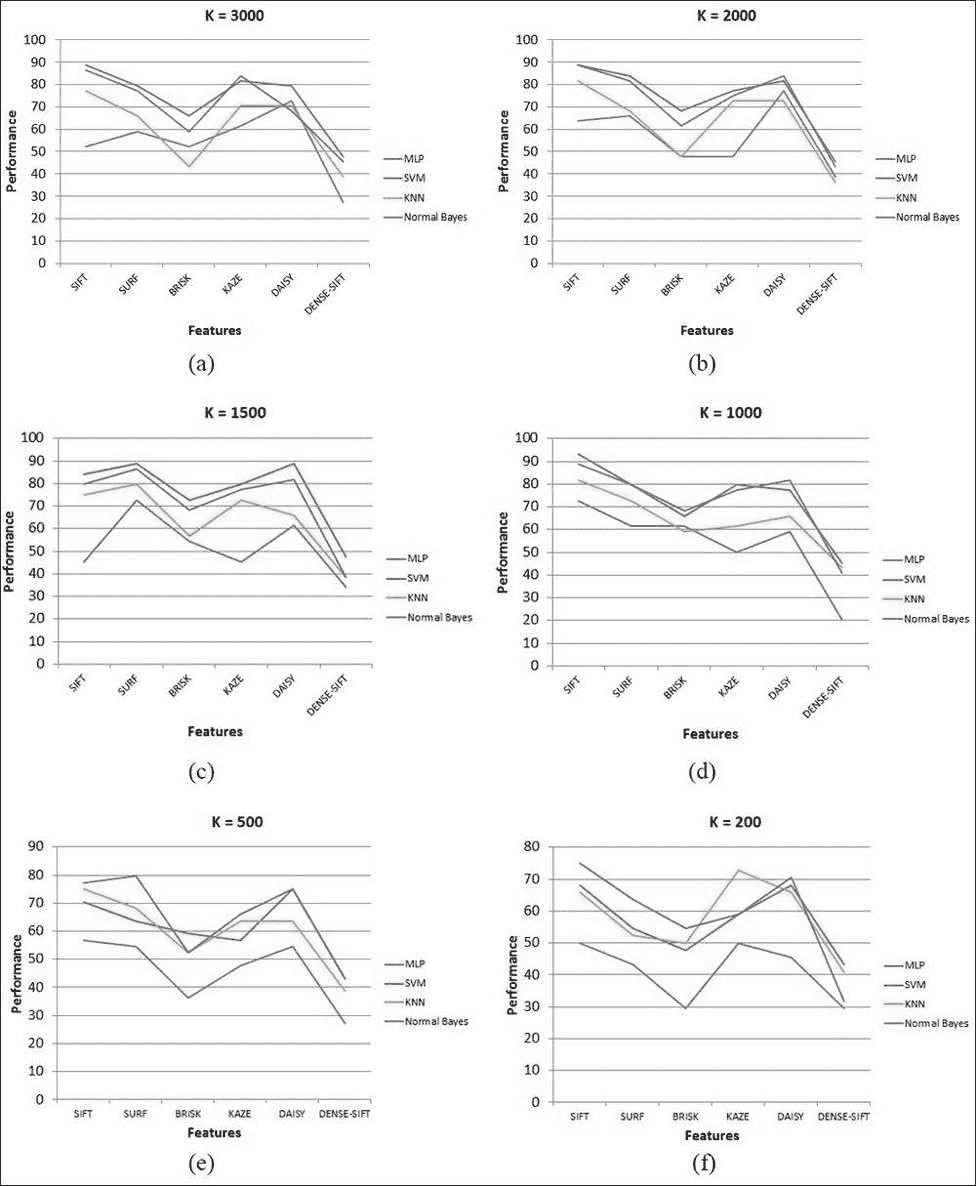 K = 3000
100
90
80
70
60
50
40
30
20
10
0
Performance
SIFT
SURF
BRISK
KAZE
DAISY
DENSE-SIFT
Features
MLP
SVM
KNN
Normal Bayes
(a)
K = 2000
100
90
80
70
60
50
40
30
20
10
0
Performance
SIFT
SURF
BRISK
KAZE
DAISY
DENSE-SIFT
Features
MLP
SVM
KNN
Normal Bayes
(b)
K = 1500
100
90
80
70
60
50
40
30
20
10
0
Performance
SIFT
SURF
BRISK
KAZE
DAISY
DENSE-SIFT
Features
MLP
SVM
KNN
Normal Bayes
(c)
K = 1000
100
90
80
70
60
50
40
30
20
10
0
Performance
SIFT
SURF
BRISK
KAZE
DAISY
DENSE-SIFT
Features
MLP
SVM
KNN
Normal Bayes
(d)
K = 500
90
80
70
60
50
40
30
20
10
0
Performance
SIFT
SURF
BRISK
KAZE
DAISY
DENSE-SIFT
Features
MLP
SVM
KNN
Normal Bayes
(e)
K = 200
80
70
60
50
40
30
20
10
0
Performance
SIFT
SURF
BRISK
KAZE
DAISY
DENSE-SIFT
Features
MLP
SVM
KNN
Normal Bayes
(f)